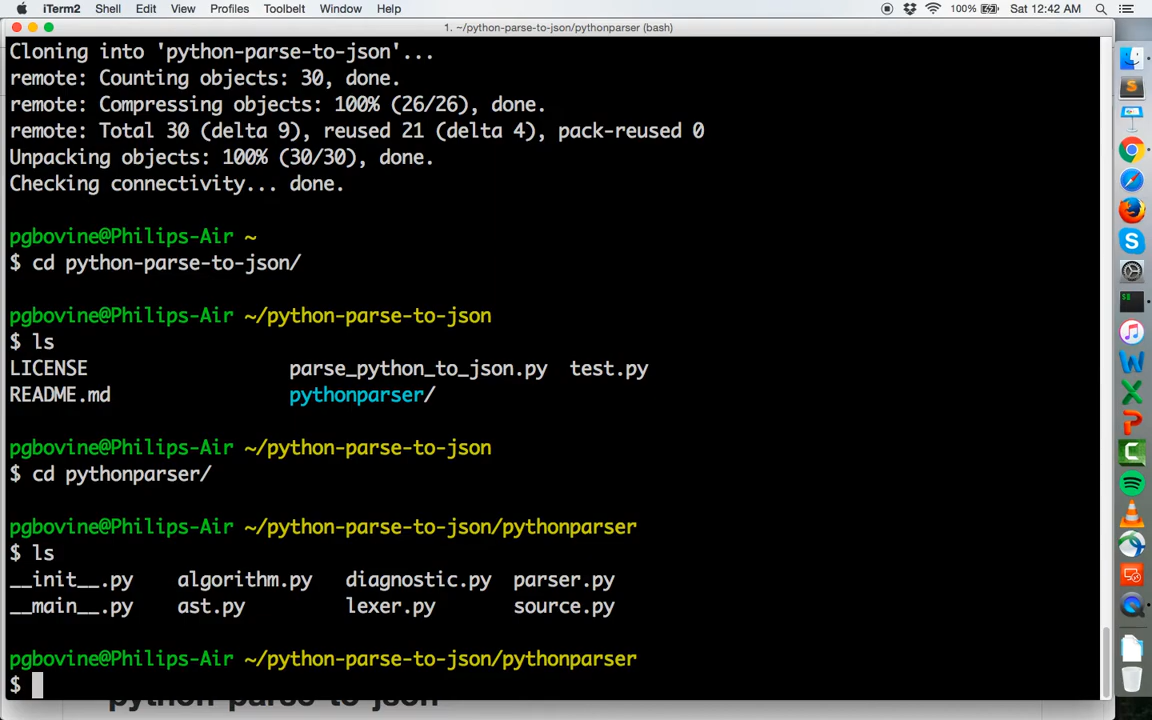 iTerm2 Shell Edit View Profiles Toolbelt Window Help 100% Sat 12:42 AM
1. ~/python-parse-to-json/pythonparser (bash)
Cloning into 'python-parse-to-json'...
remote: Counting objects: 30, done.
remote: Compressing objects: 100% (26/26), done.
remote: Total 30 (delta 9), reused 21 (delta 4), pack-reused 0
Unpacking objects: 100% (30/30), done.
Checking connectivity... done.
pgbovine@Philips-Air ~
$ cd python-parse-to-json/
pgbovine@Philips-Air ~/python-parse-to-json
$ ls
LICENSE parse_python_to_json.py test.py
README.md pythonparser/
pgbovine@Philips-Air ~/python-parse-to-json
$ cd pythonparser/
pgbovine@Philips-Air ~/python-parse-to-json/pythonparser
$ ls
__init__.py algorithm.py diagnostic.py parser.py
__main__.py ast.py lexer.py source.py
pgbovine@Philips-Air ~/python-parse-to-json/pythonparser
$
python-parse-to-json